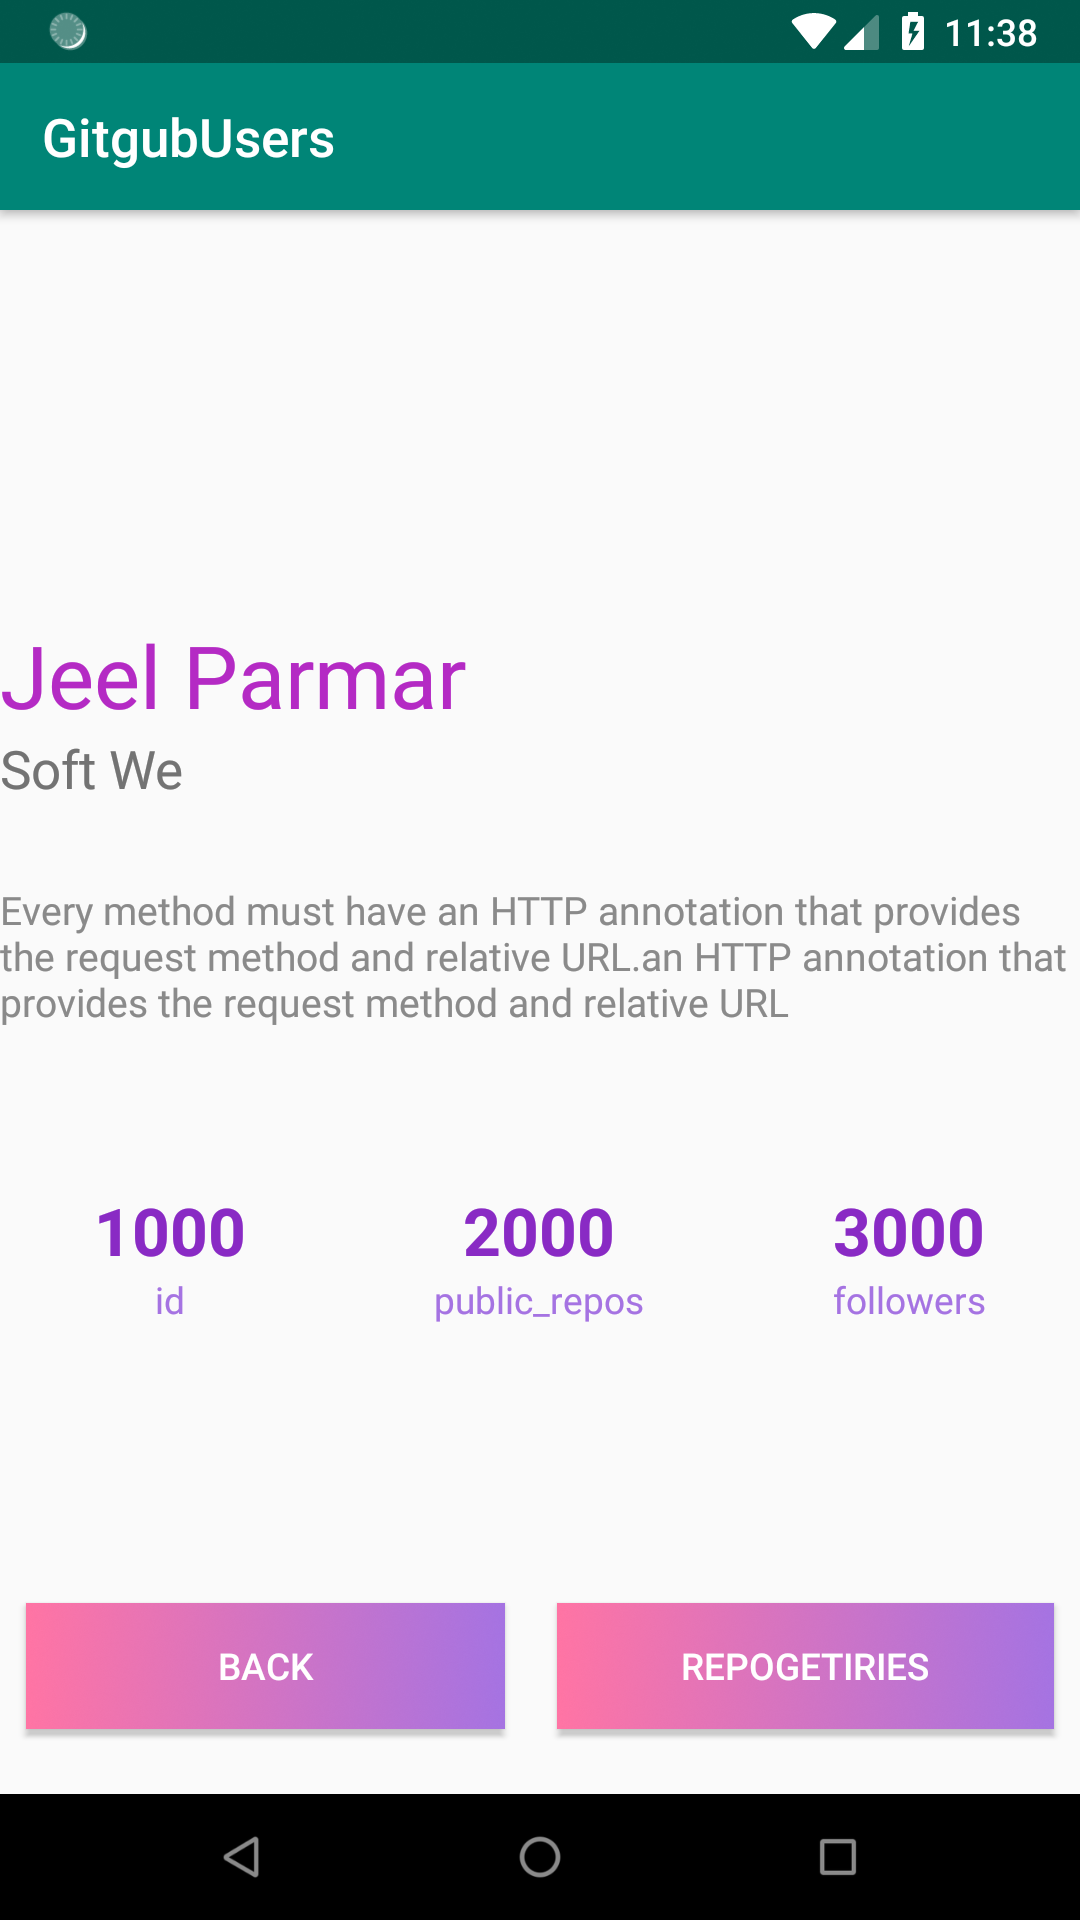 11:38
GitgubUsers
Jeel Parmar
Soft We
Every method must have an HTTP annotation that provides
the request method and relative URL.an HTTP annotation that
provides the request method and relative URL
1000 2000 3000
id public_repos followers
BACK REPOGETIRIES